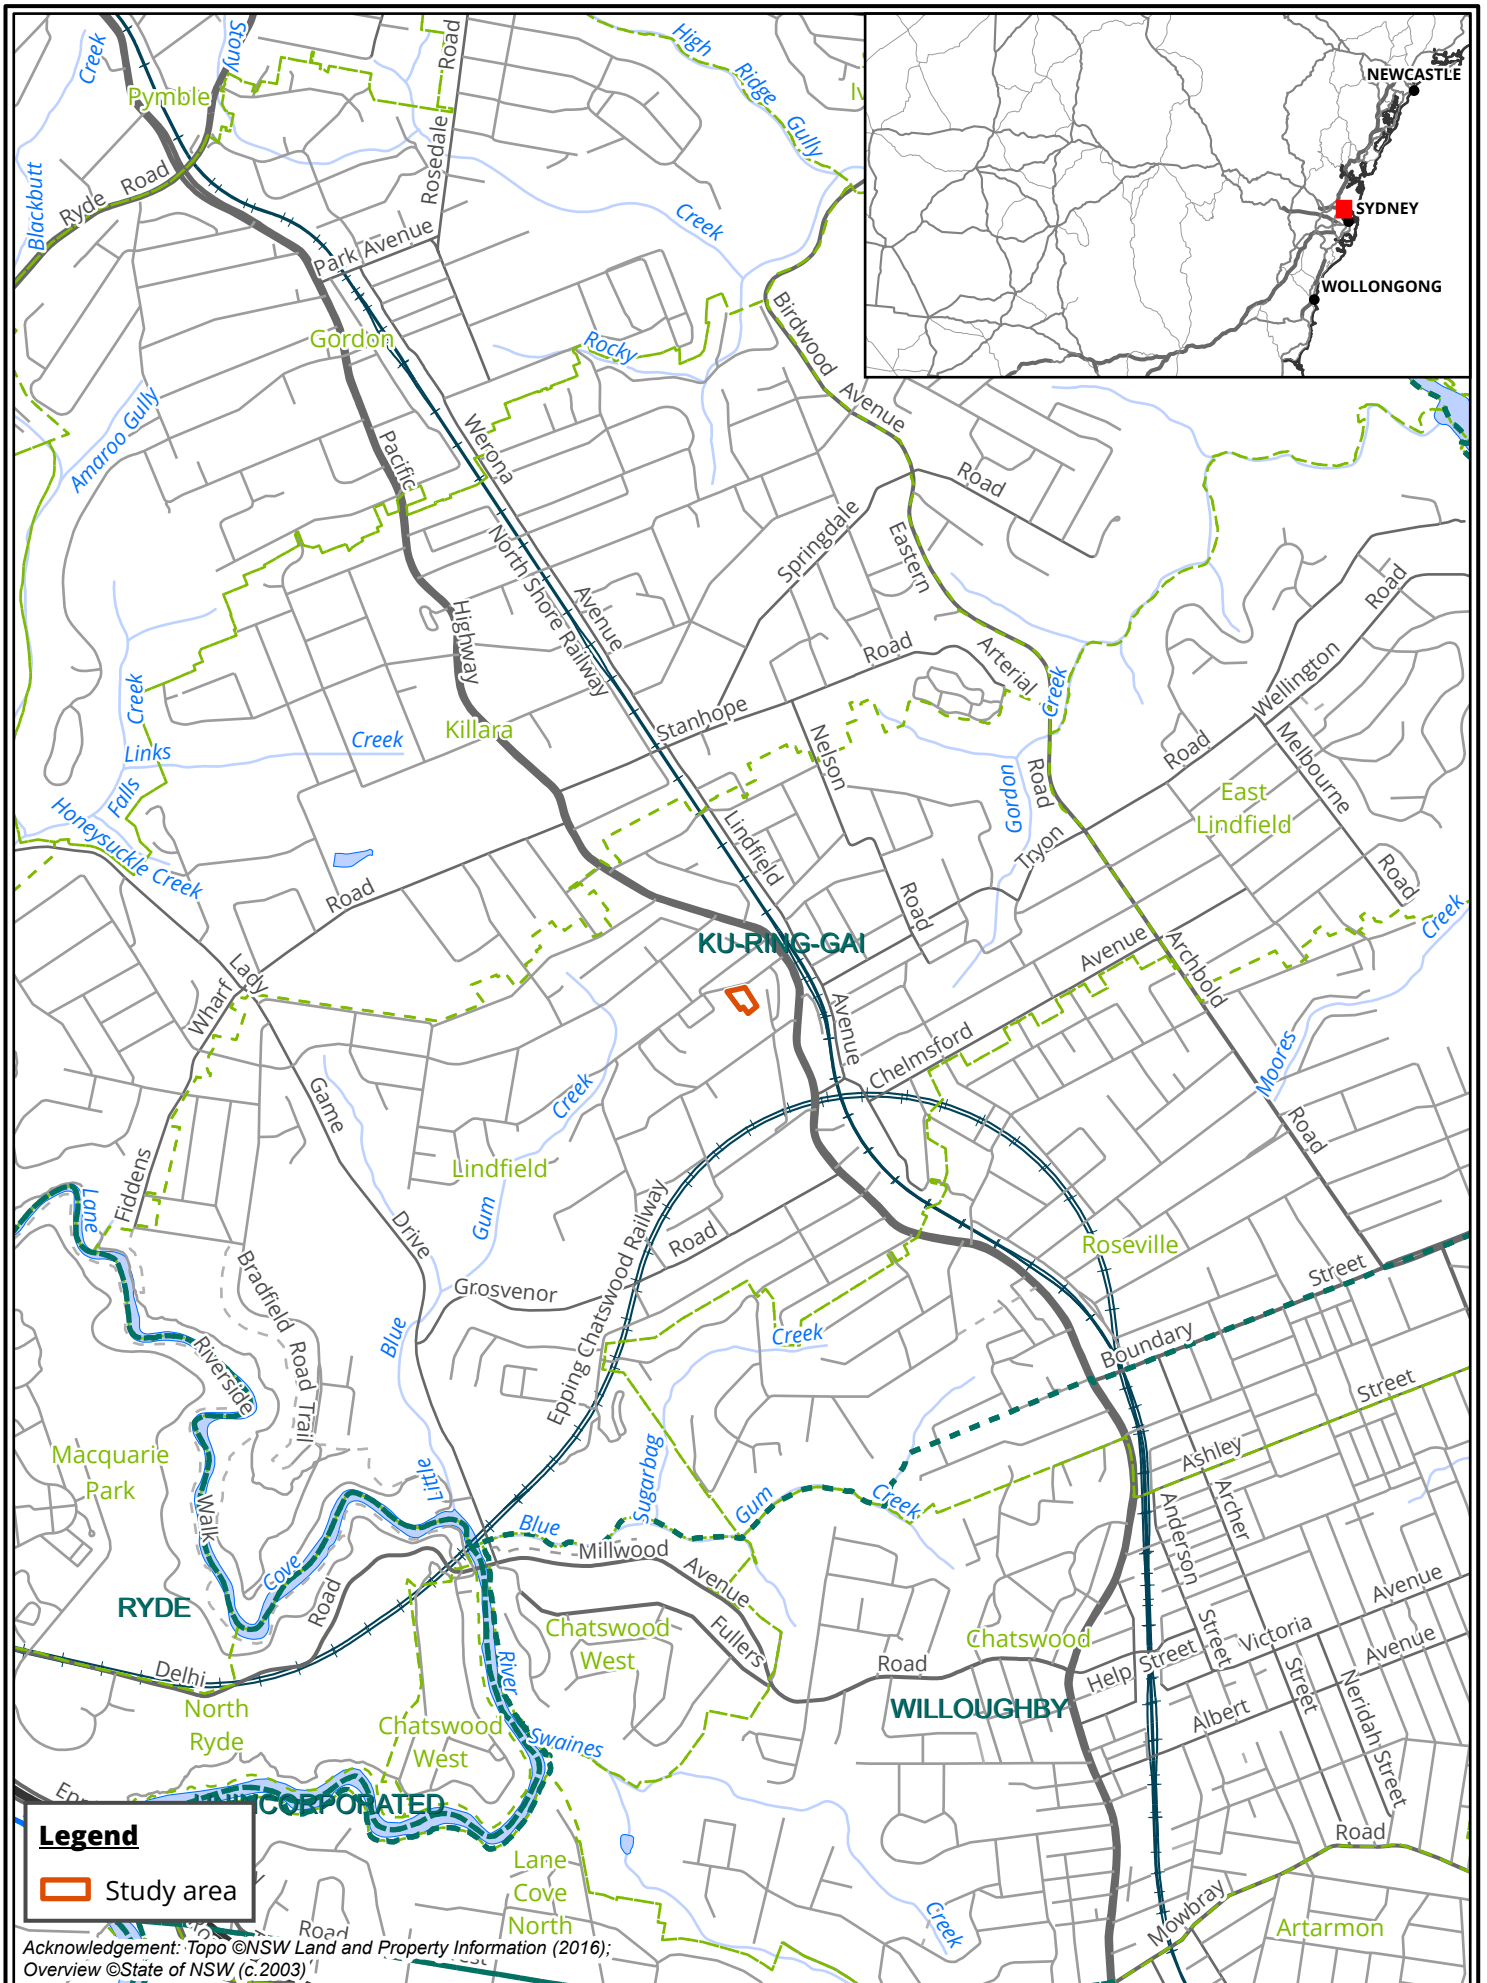 NEWCASTLE
SYDNEY
WOLLONGONG
Creek
Stony
Road
High
Ridge
Gully
Pymble
Blackbutt
Ryde Road
Rosedale
Park Avenue
Creek
Gordon
Rocky
Birdwood
Avenue
Amaroo Gully
Pacific
Werona
Road
Springdale
Eastern
North Shore Railway
Avenue
Highway
Road
Arterial
Creek
Road
Wellington
Creek
Links
Creek
Killara
Stanhope
Nelson
Road
Melbourne
Falls
Honeysuckle Creek
Gordon
Road
East
Lindfield
Lindfield
Tryon
Road
Road
Road
Creek
KU-RING-GAI
Avenue
Archbold
Lady
Wharf
Avenue
Chelmsford
Moores
Game
Creek
Road
Fiddens
Lindfield
Lane
Gum
Drive
Epping Chatswood Railway
Road
Roseville
Bradfield
Road
Trail
Grosvenor
Street
Blue
Creek
Boundary
Riverside
Street
Macquarie
Park
Ashley
Little
Sugarbag
Gum
Creek
Archer
Anderson
Walk
Blue
Millwood
Cove
Road
Avenue
Avenue
RYDE
Chatswood
West
Fullers
Chatswood
Street
Victoria
Avenue
Delhi
River
Road
Help Street
Street
Neridah Street
North
Ryde
Chatswood
West
Swaines
WILLOUGHBY
Albert
UNINCORPORATED
Legend
Study area
Lane
Cove
North
Road
Road
Creek
Mowbray
Artarmon
Acknowledgement: Topo ©NSW Land and Property Information (2016);
Overview ©State of NSW (c.2003)